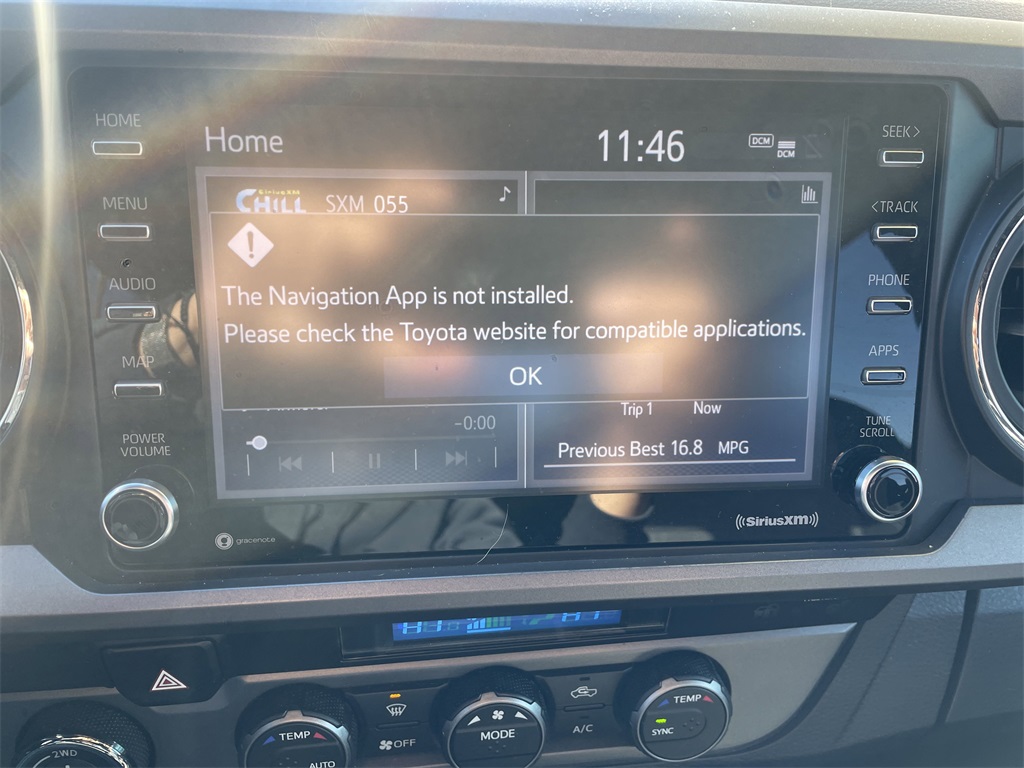 HOME
Home
11:46
DCM
DCM
SEEK >
SiriusXM
CHILL
SXM 055
MENU
< TRACK
The Navigation App is not installed.
Please check the Toyota website for compatible applications.
OK
AUDIO
PHONE
MAP
APPS
-0:00
Trip 1
Now
Previous Best 16.8 MPG
POWER
VOLUME
TUNE
SCROLL
gracenote
((SiriusXM))
2WD
TEMP
AUTO
OFF
MODE
A/C
TEMP
SYNC